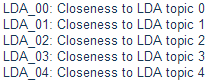 LDA_00: Closeness to LDA topic 0
LDA_01: Closeness to LDA topic 1
LDA_02: Closeness to LDA topic 2
LDA_03: Closeness to LDA topic 3
LDA_04: Closeness to LDA topic 4